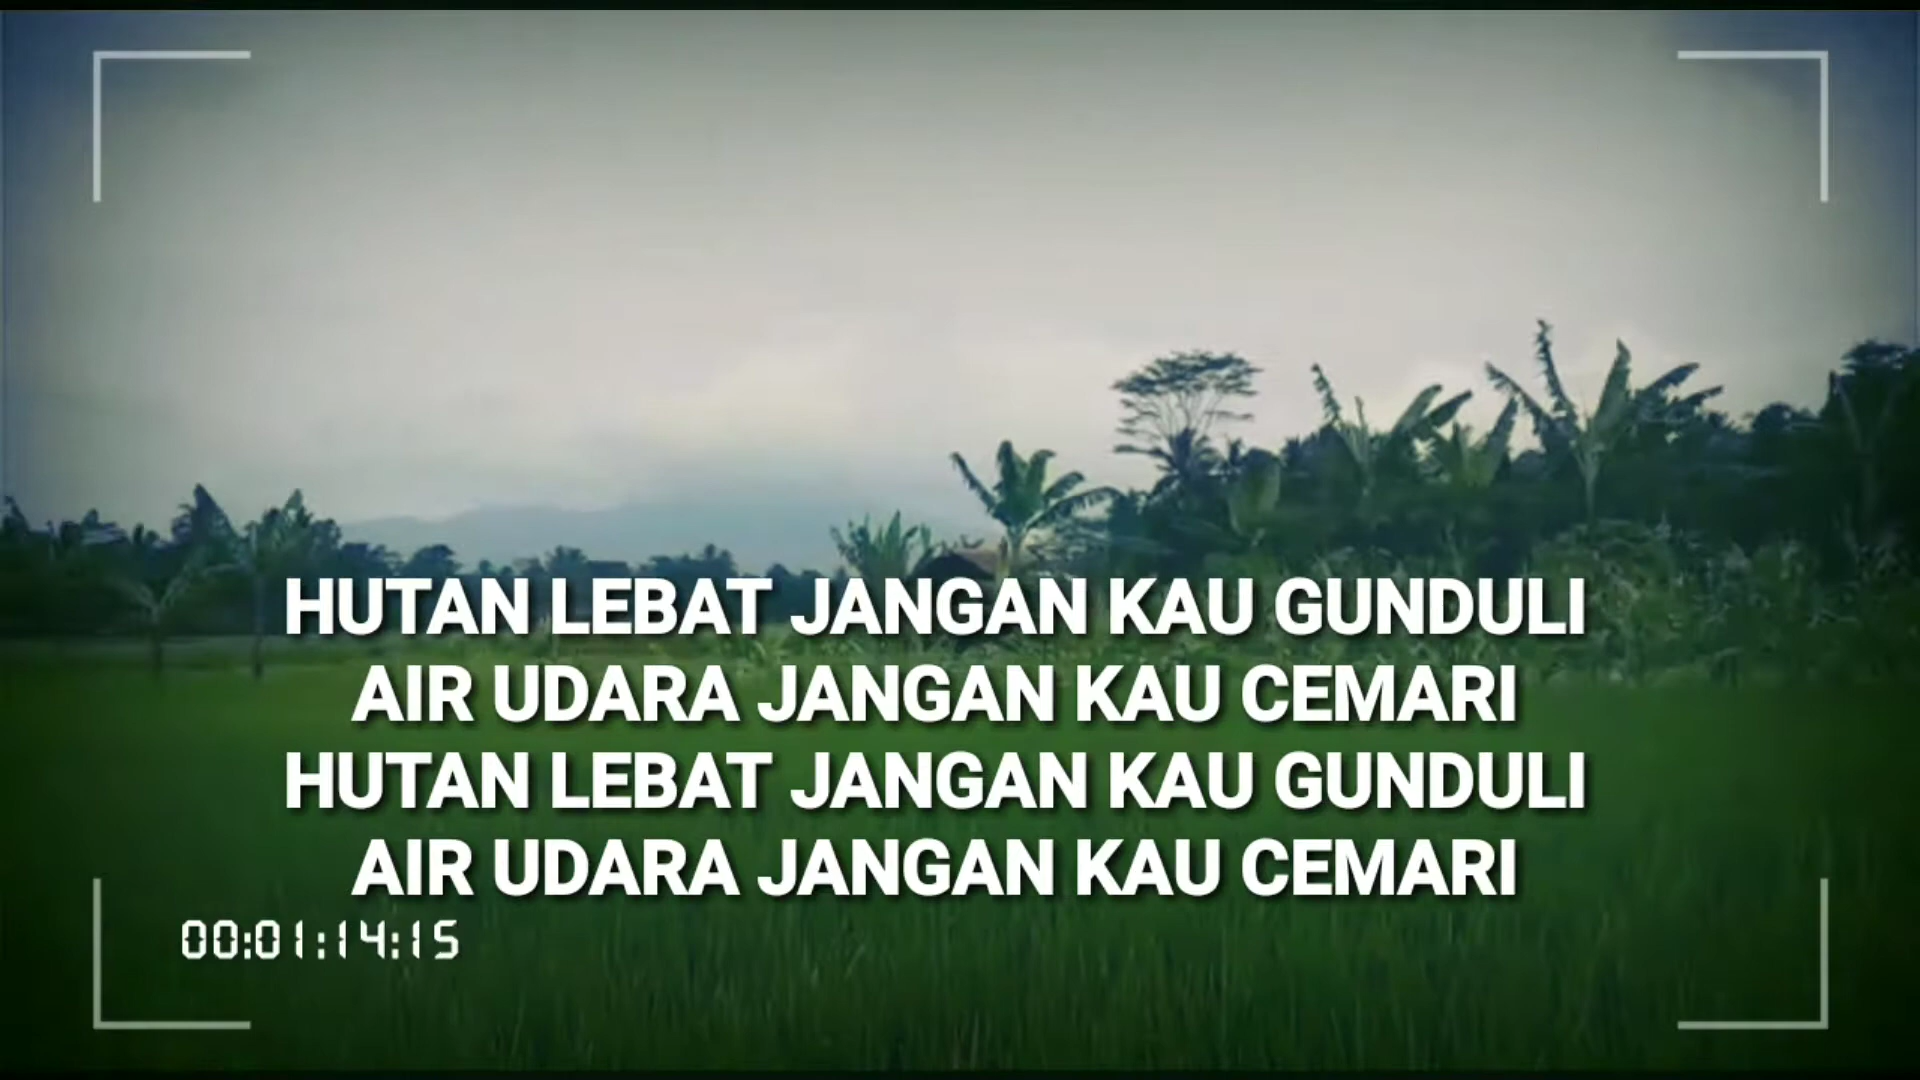 HUTAN LEBAT JANGAN KAU GUNDULI
AIR UDARA JANGAN KAU CEMARI
HUTAN LEBAT JANGAN KAU GUNDULI
AIR UDARA JANGAN KAU CEMARI
00:01:14:15